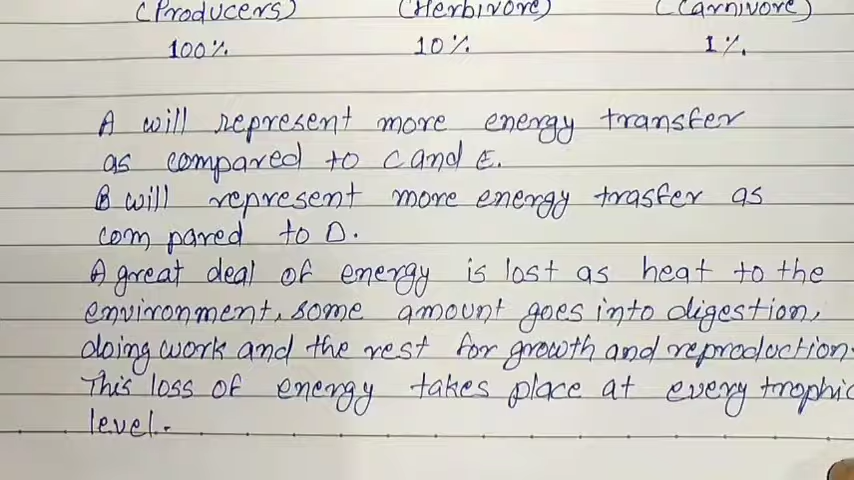 (Producers) (Herbivore) (Carnivore)
100% 10% 1%
A will represent more energy transfer
as compared to C and E.
B will represent more energy trasfer as
compared to D.
A great deal of energy is lost as heat to the
environment, some amount goes into digestion,
doing work and the rest for growth and reproduction.
This loss of energy takes place at every trophic
level.